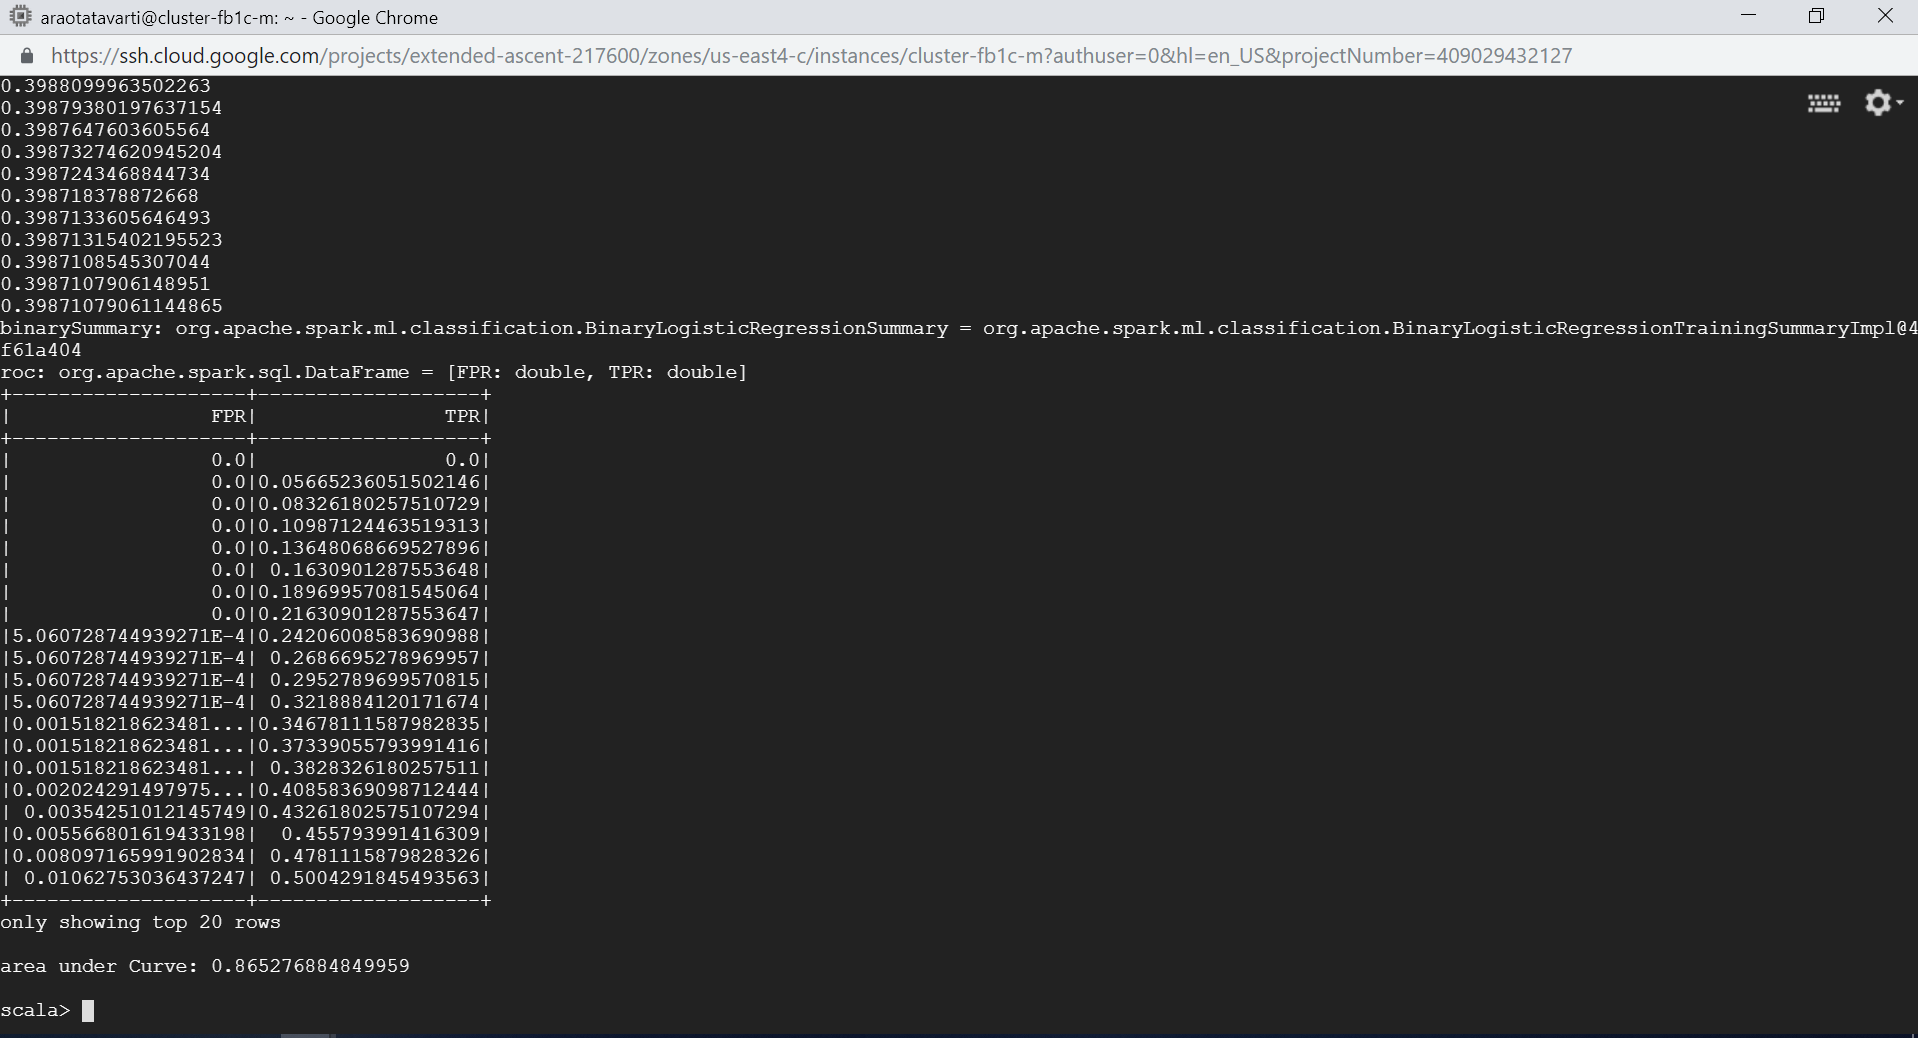 araotatavarti@cluster-fb1c-m: ~ - Google Chrome
https://ssh.cloud.google.com/projects/extended-ascent-217600/zones/us-east4-c/instances/cluster-fb1c-m?authuser=0&hl=en_US&projectNumber=409029432127
0.3988099963502263
0.39879380197637154
0.3987647603605564
0.39873274620945204
0.3987243468844734
0.398718378872668
0.3987133605646493
0.39871315402195523
0.3987108545307044
0.3987107906148951
0.39871079061144865
binarySummary: org.apache.spark.ml.classification.BinaryLogisticRegressionSummary = org.apache.spark.ml.classification.BinaryLogisticRegressionTrainingSummaryImpl@4
f61a404
roc: org.apache.spark.sql.DataFrame = [FPR: double, TPR: double]
+--------------------+-------------------+
|                 FPR|                TPR|
+--------------------+-------------------+
|                 0.0|                0.0|
|                 0.0|0.05665236051502146|
|                 0.0|0.08326180257510729|
|                 0.0|0.10987124463519313|
|                 0.0|0.13648068669527896|
|                 0.0| 0.1630901287553648|
|                 0.0|0.18969957081545064|
|                 0.0|0.21630901287553647|
|5.060728744939271E-4|0.24206008583690988|
|5.060728744939271E-4| 0.2686695278969957|
|5.060728744939271E-4| 0.2952789699570815|
|5.060728744939271E-4| 0.3218884120171674|
|0.001518218623481...|0.34678111587982835|
|0.001518218623481...|0.37339055793991416|
|0.001518218623481...| 0.3828326180257511|
|0.002024291497975...|0.40858369098712444|
| 0.00354251012145749|0.43261802575107294|
|0.005566801619433198|  0.455793991416309|
|0.008097165991902834| 0.4781115879828326|
| 0.01062753036437247| 0.5004291845493563|
+--------------------+-------------------+
only showing top 20 rows
area under Curve: 0.865276884849959
scala>